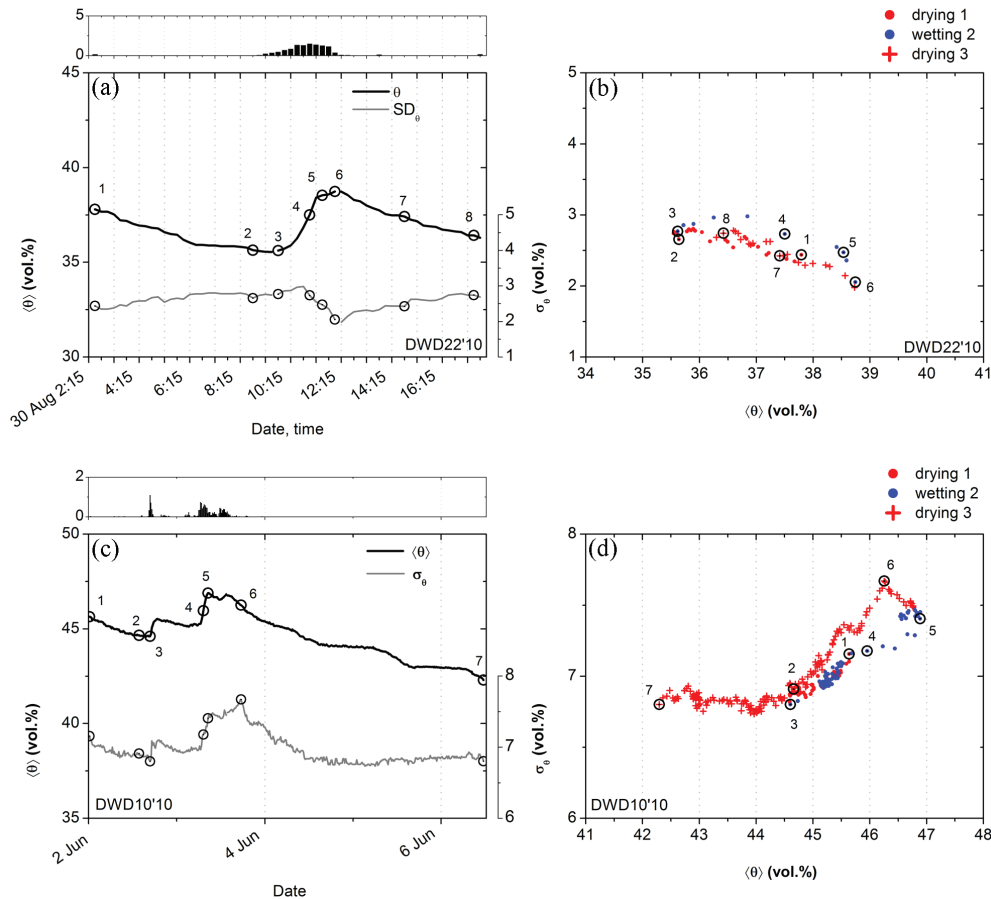 5
0
45
40
35
30
(a)
θ
SDθ
1
2
3
4
5
6
7
8
5
4
3
2
1
⟨θ⟩ (vol.%)
DWD22'10
30 Aug 2:15
4:15
6:15
8:15
10:15
12:15
14:15
16:15
Date, time
drying 1
wetting 2
drying 3
5
4
3
2
1
(b)
σθ (vol.%)
3
2
8
7
4
1
5
6
DWD22'10
34 35 36 37 38 39 40 41
⟨θ⟩ (vol.%)
2
0
50
45
40
35
(c)
⟨θ⟩
σθ
1
2
3
4
5
6
7
8
7
6
⟨θ⟩ (vol.%)
DWD10'10
2 Jun
4 Jun
6 Jun
Date
drying 1
wetting 2
drying 3
8
7
6
(d)
σθ (vol.%)
7
2
3
1
4
6
5
DWD10'10
41 42 43 44 45 46 47 48
⟨θ⟩ (vol.%)